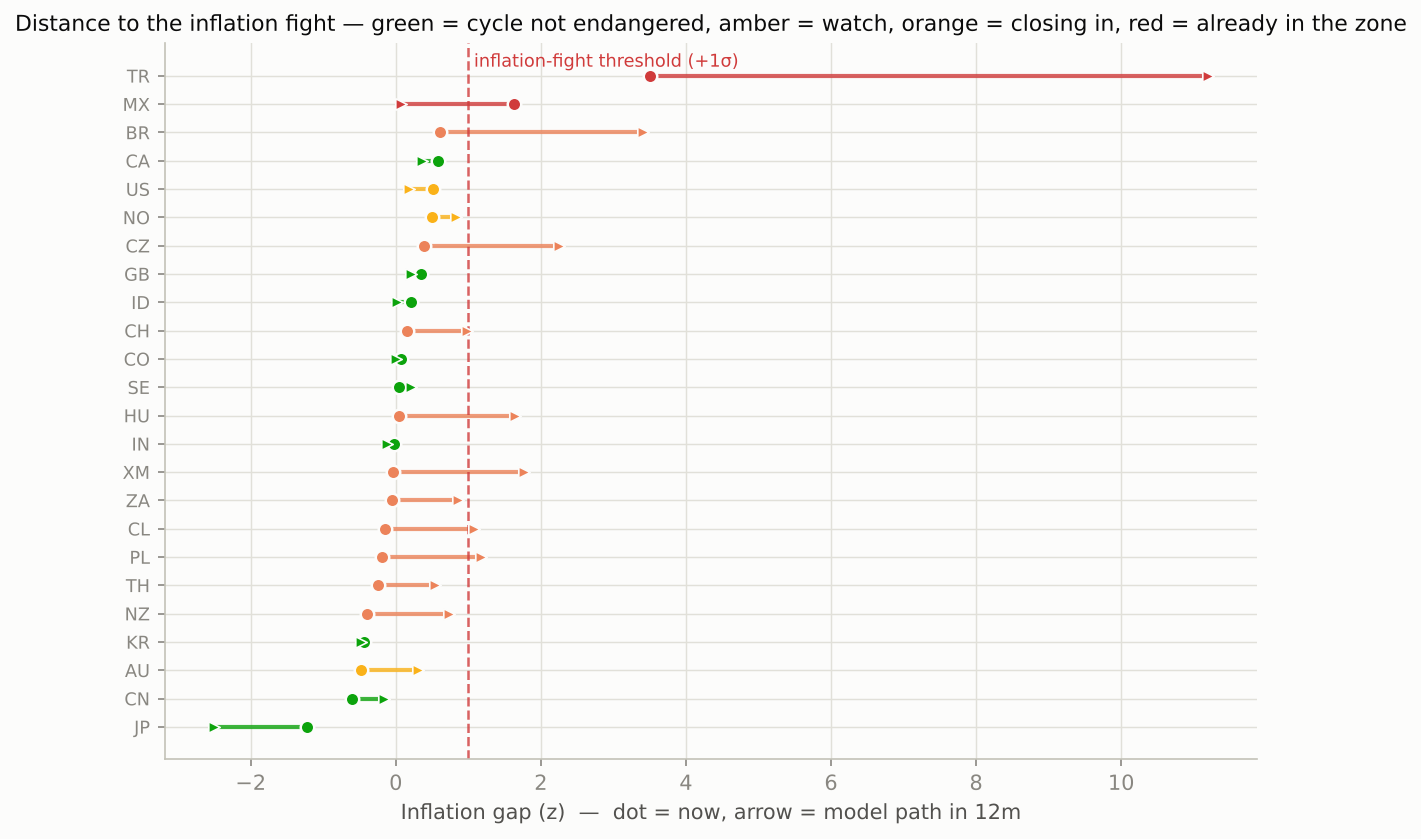 Distance to the inflation fight — green = cycle not endangered, amber = watch, orange = closing in, red = already in the zone
inflation-fight threshold (+1σ)
TR
MX
BR
CA
US
NO
CZ
GB
ID
CH
CO
SE
HU
IN
XM
ZA
CL
PL
TH
NZ
KR
AU
CN
JP
−2 0 2 4 6 8 10
Inflation gap (z) — dot = now, arrow = model path in 12m